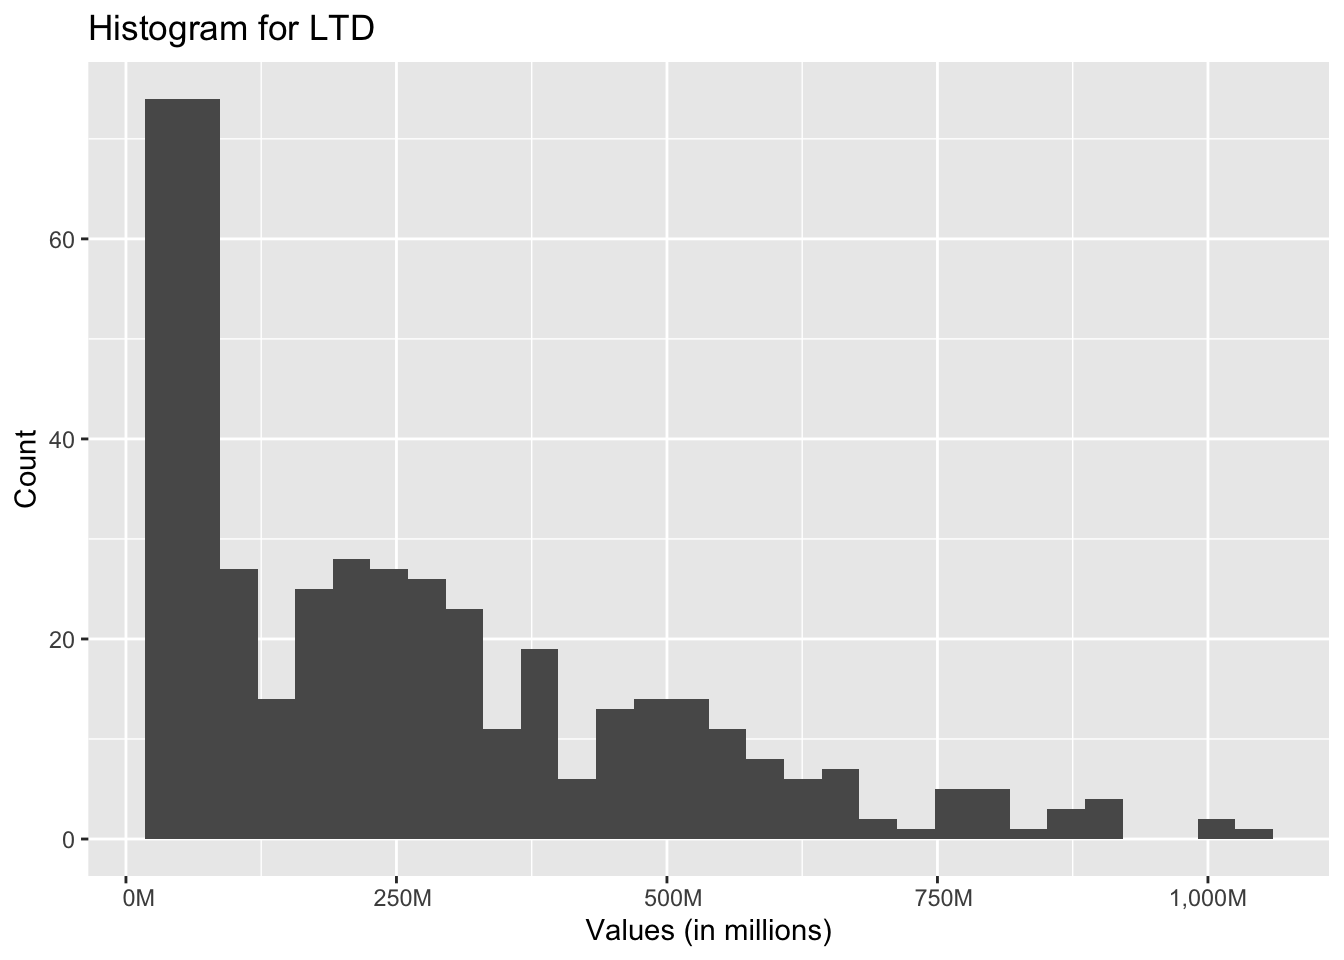 Histogram for LTD
60
40
20
0
Count
0M
250M
500M
750M
1,000M
Values (in millions)